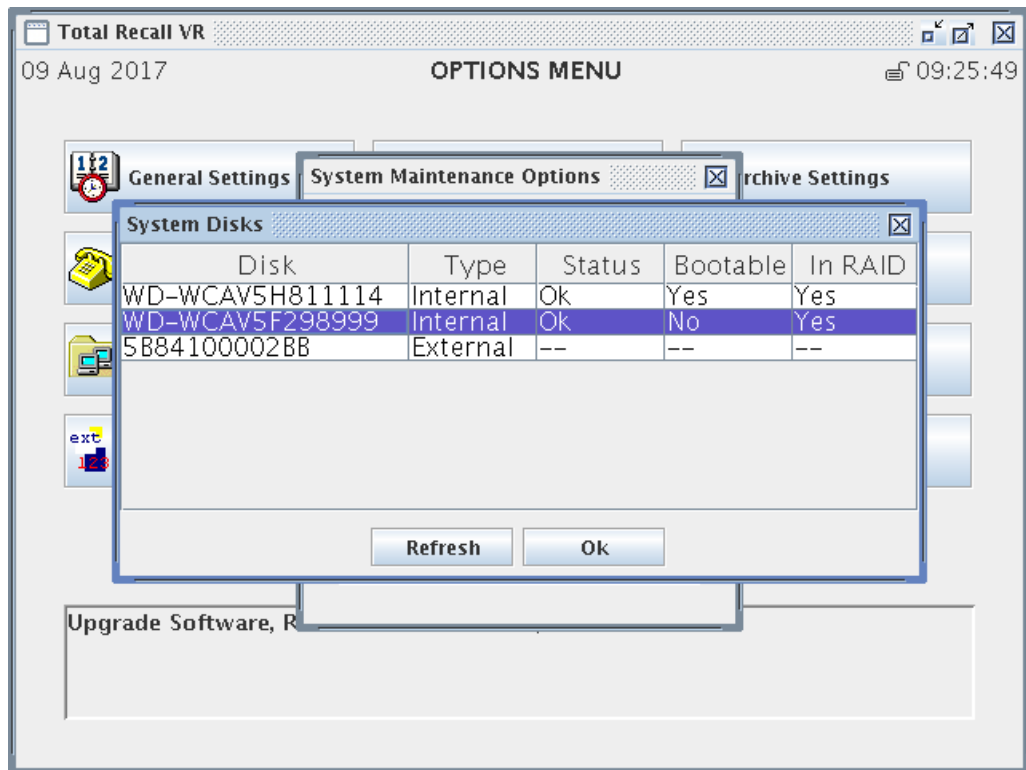 Total Recall VR
09 Aug 2017 OPTIONS MENU 09:25:49
General Settings
System Maintenance Options
rchive Settings
System Disks
Disk Type Status Bootable In RAID
WD-WCAV5H811114 Internal Ok Yes Yes
WD-WCAV5F298999 Internal Ok No Yes
5B84100002BB External -- -- --
ext
123
Refresh Ok
Upgrade Software, R